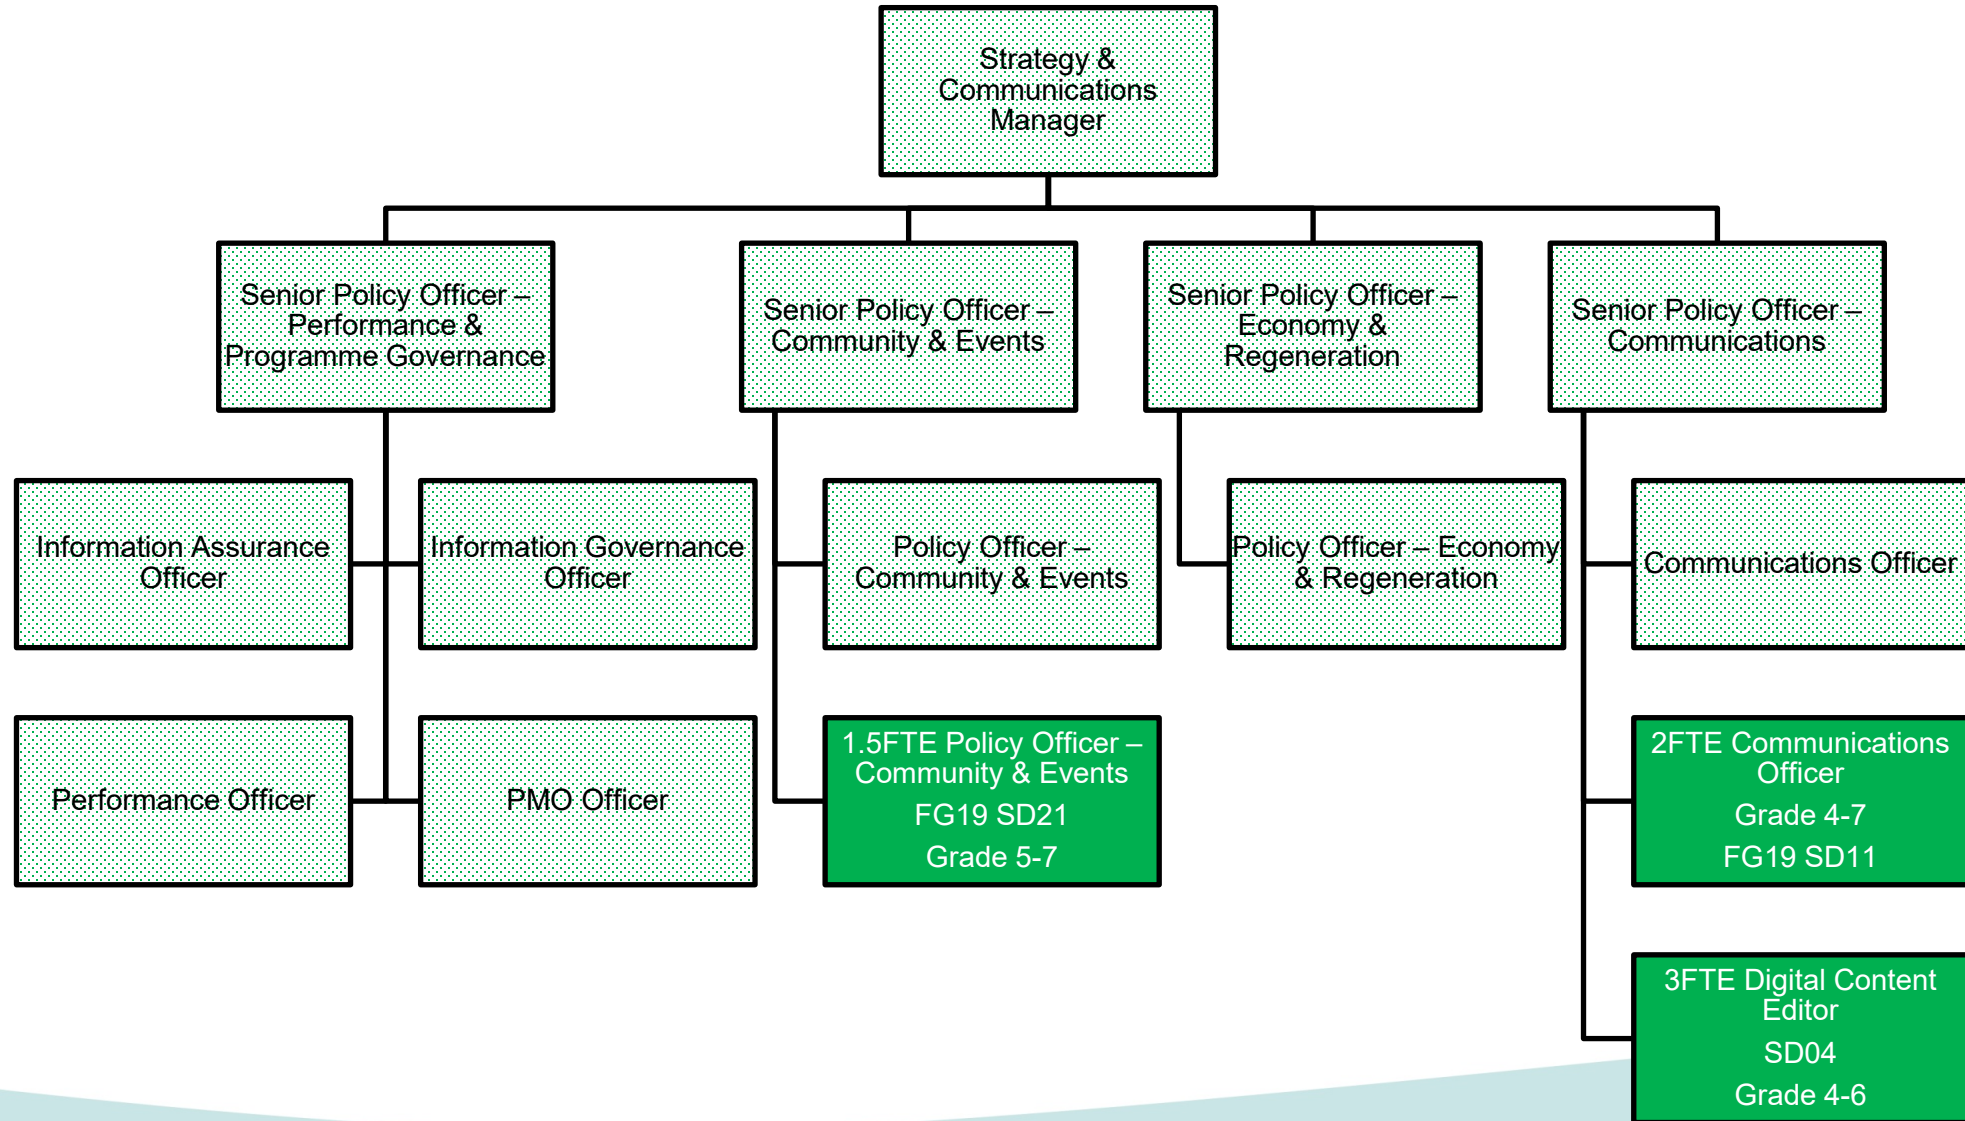 Strategy &
Communications
Manager
Senior Policy Officer –
Performance &
Programme Governance
Senior Policy Officer –
Community & Events
Senior Policy Officer –
Economy &
Regeneration
Senior Policy Officer –
Communications
Information Assurance
Officer
Information Governance
Officer
Policy Officer –
Community & Events
Policy Officer – Economy
& Regeneration
Communications Officer
Performance Officer
PMO Officer
1.5FTE Policy Officer –
Community & Events
FG19 SD21
Grade 5-7
2FTE Communications
Officer
Grade 4-7
FG19 SD11
3FTE Digital Content
Editor
SD04
Grade 4-6